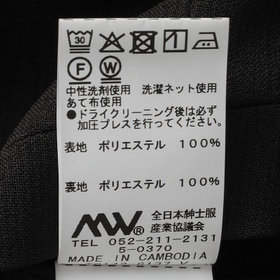 30
F W
中性洗剤使用 洗濯ネット使用
あて布使用
●ドライクリーニング後は必ず
加圧プレスを行ってください。
表地 ポリエステル 100%
裏地 ポリエステル 100%
MW® 全日本紳士服
産業協議会
TEL 052-211-2131
5-0370
MADE IN CAMBODIA